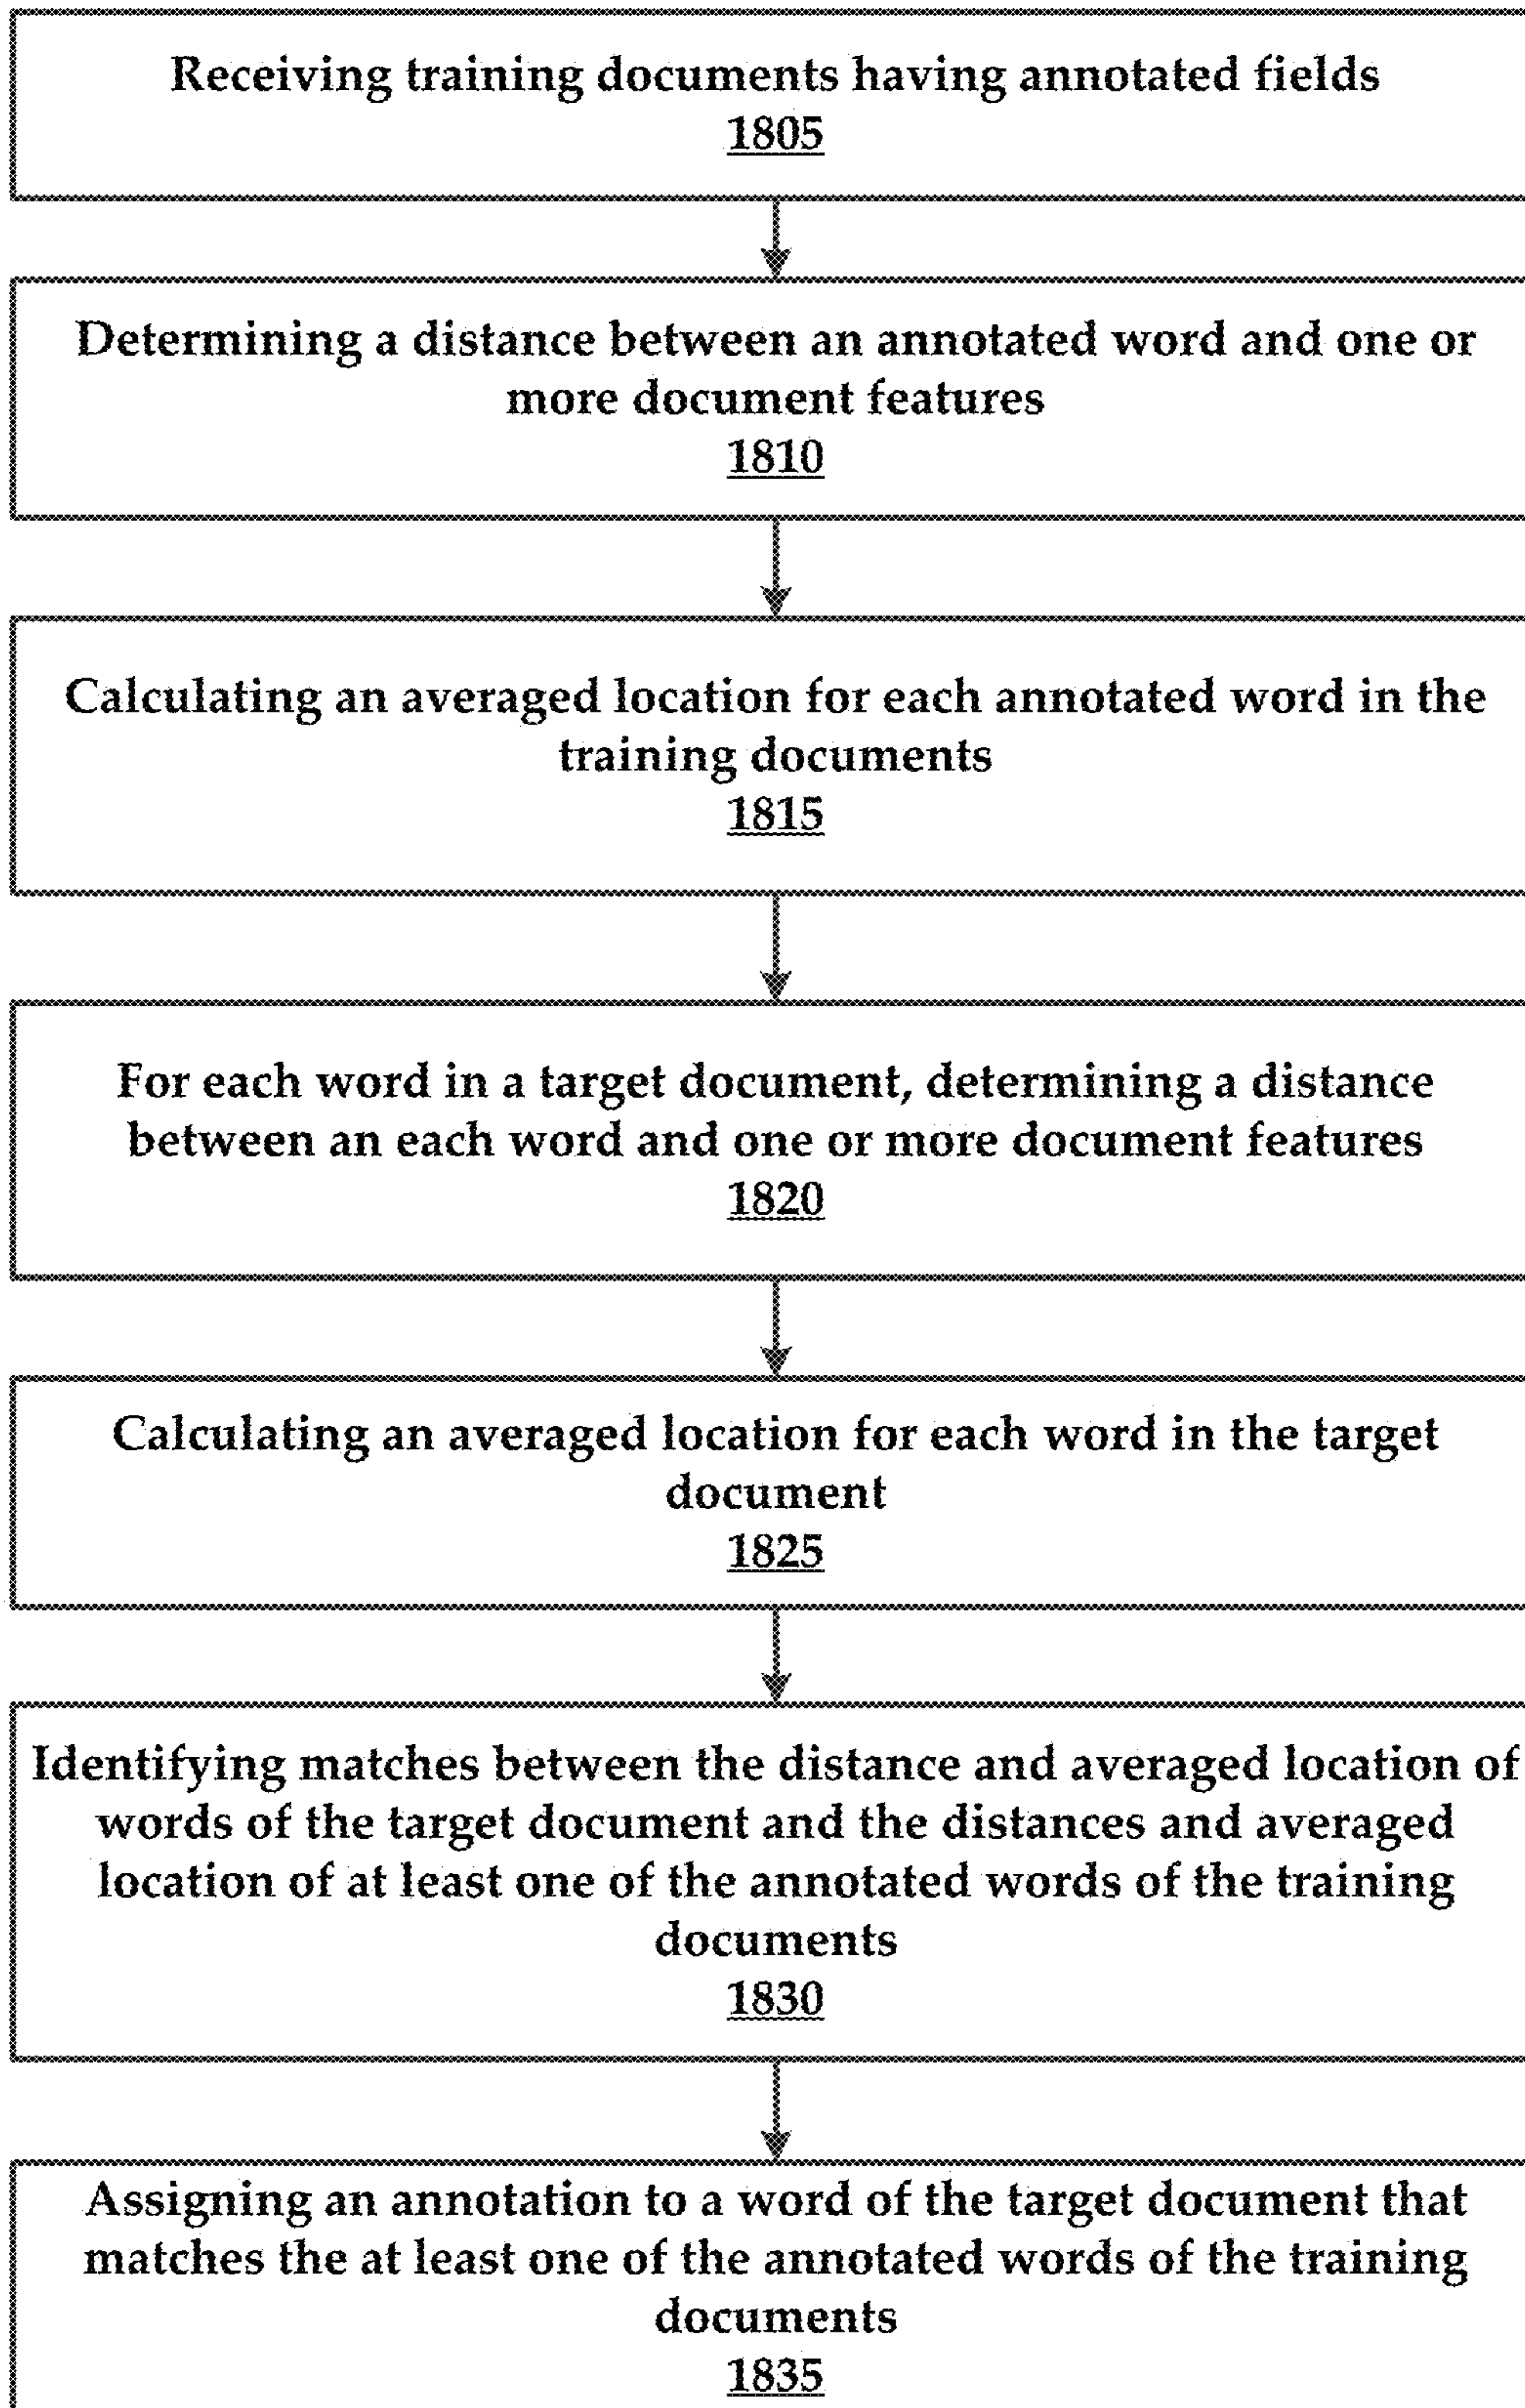 Receiving training documents having annotated fields
1805
Determining a distance between an annotated word and one or
more document features
1810
Calculating an averaged location for each annotated word in the
training documents
1815
For each word in a target document, determining a distance
between an each word and one or more document features
1820
Calculating an averaged location for each word in the target
document
1825
Identifying matches between the distance and averaged location of
words of the target document and the distances and averaged
location of at least one of the annotated words of the training
documents
1830
Assigning an annotation to a word of the target document that
matches the at least one of the annotated words of the training
documents
1835